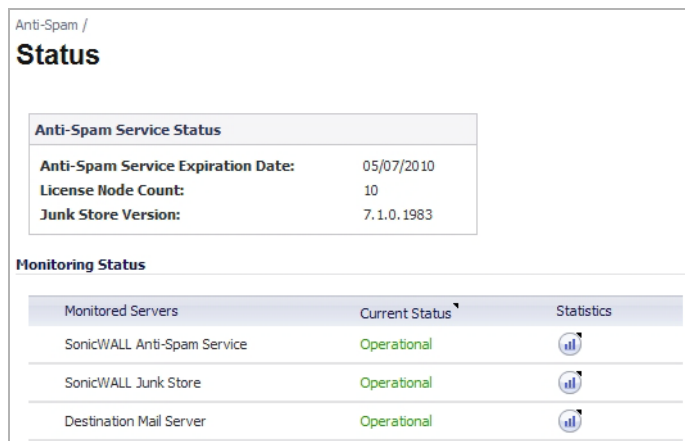 Anti-Spam /
Status
Anti-Spam Service Status
Anti-Spam Service Expiration Date: 05/07/2010
License Node Count: 10
Junk Store Version: 7.1.0.1983
Monitoring Status
Monitored Servers Current Status Statistics
SonicWALL Anti-Spam Service Operational
SonicWALL Junk Store Operational
Destination Mail Server Operational